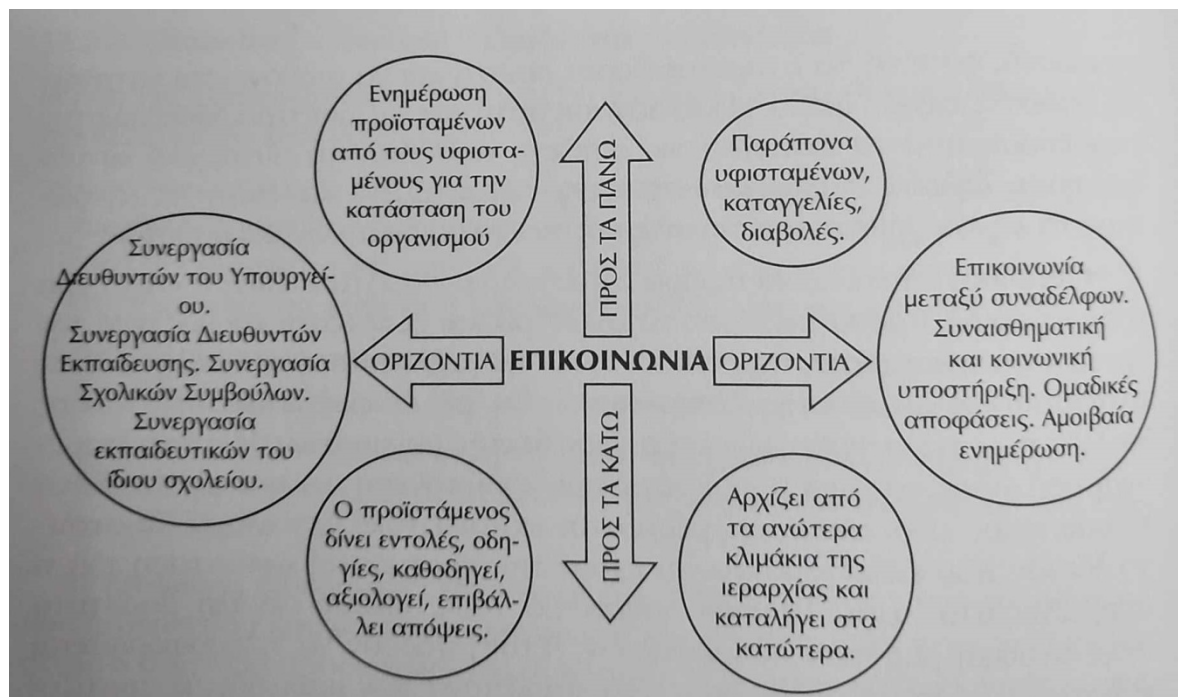 Ενημέρωση
προϊσταμένων
από τους υφιστα-
μένους για την
κατάσταση του
οργανισμού
ΠΡΟΣ ΤΑ ΠΑΝΩ
Παράπονα
υφισταμένων,
καταγγελίες,
διαβολές.
Συνεργασία
Διευθυντών του Υπουργεί-
ου.
Συνεργασία Διευθυντών
Εκπαίδευσης. Συνεργασία
Σχολικών Συμβούλων.
Συνεργασία
εκπαιδευτικών του
ίδιου σχολείου.
ΟΡΙΖΟΝΤΙΑ ΕΠΙΚΟΙΝΩΝΙΑ ΟΡΙΖΟΝΤΙΑ
Επικοινωνία
μεταξύ συναδέλφων.
Συναισθηματική
και κοινωνική
υποστήριξη. Ομαδικές
αποφάσεις. Αμοιβαία
ενημέρωση.
Ο προϊστάμενος
δίνει εντολές, οδη-
γίες, καθοδηγεί,
αξιολογεί, επιβάλ-
λει απόψεις.
ΠΡΟΣ ΤΑ ΚΑΤΩ
Αρχίζει από
τα ανώτερα
κλιμάκια της
ιεραρχίας και
καταλήγει στα
κατώτερα.